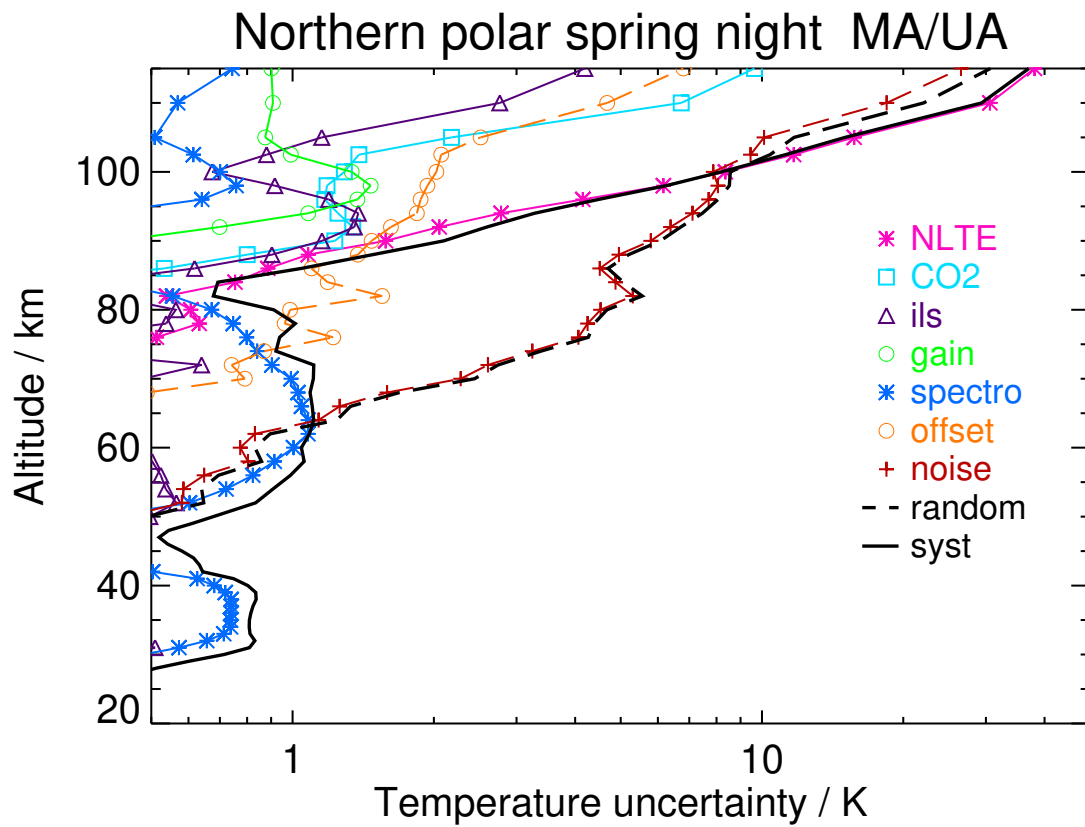 Northern polar spring night MA/UA
Altitude / km
100
80
60
40
20
1
10
Temperature uncertainty / K
NLTE
CO2
ils
gain
spectro
offset
noise
random
syst